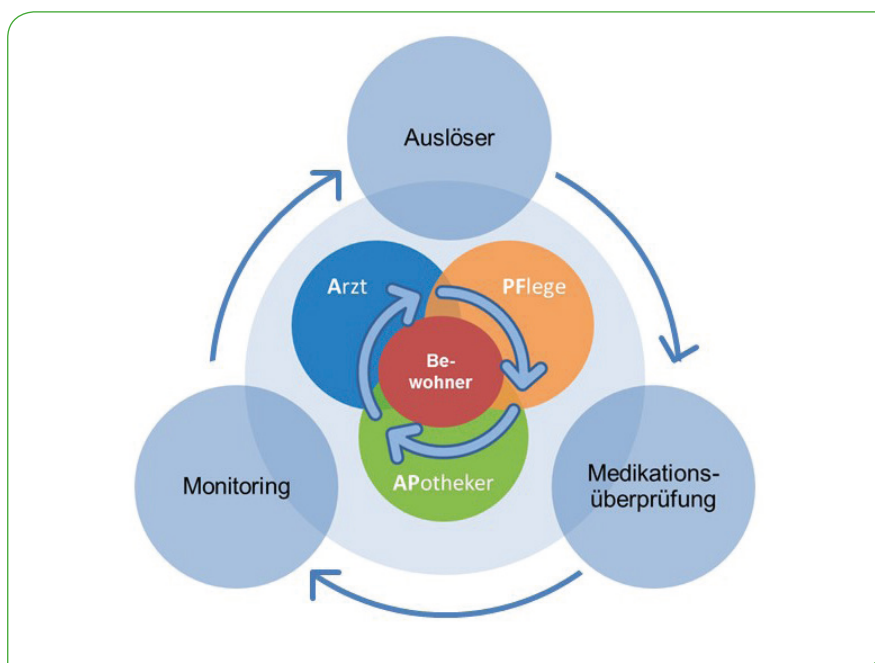 Auslöser
Arzt
PFlege
Be-
wohner
APotheker
Monitoring
Medikations-
überprüfung